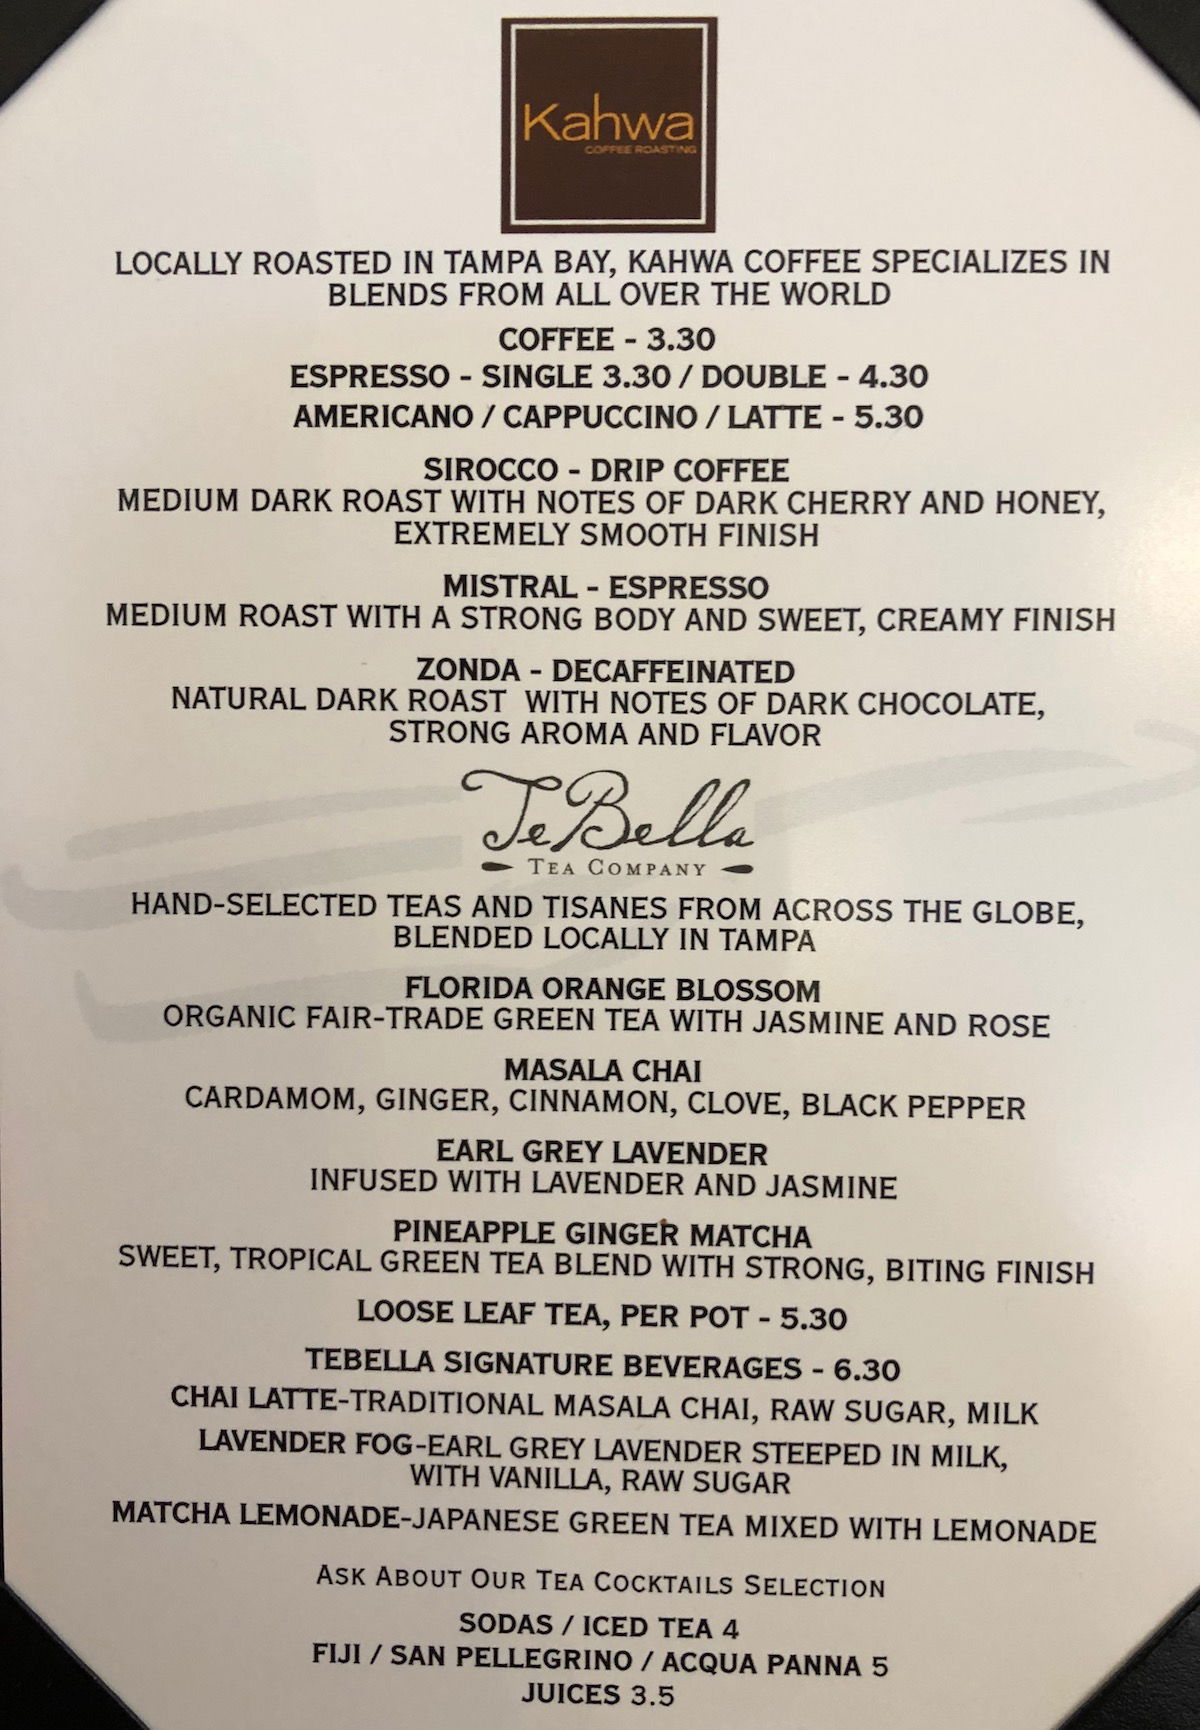 Kahwa
COFFEE ROASTING
LOCALLY ROASTED IN TAMPA BAY, KAHWA COFFEE SPECIALIZES IN
BLENDS FROM ALL OVER THE WORLD
COFFEE - 3.30
ESPRESSO - SINGLE 3.30 / DOUBLE - 4.30
AMERICANO / CAPPUCCINO / LATTE - 5.30
SIROCCO - DRIP COFFEE
MEDIUM DARK ROAST WITH NOTES OF DARK CHERRY AND HONEY,
EXTREMELY SMOOTH FINISH
MISTRAL - ESPRESSO
MEDIUM ROAST WITH A STRONG BODY AND SWEET, CREAMY FINISH
ZONDA - DECAFFEINATED
NATURAL DARK ROAST WITH NOTES OF DARK CHOCOLATE,
STRONG AROMA AND FLAVOR
TeBella
TEA COMPANY
HAND-SELECTED TEAS AND TISANES FROM ACROSS THE GLOBE,
BLENDED LOCALLY IN TAMPA
FLORIDA ORANGE BLOSSOM
ORGANIC FAIR-TRADE GREEN TEA WITH JASMINE AND ROSE
MASALA CHAI
CARDAMOM, GINGER, CINNAMON, CLOVE, BLACK PEPPER
EARL GREY LAVENDER
INFUSED WITH LAVENDER AND JASMINE
PINEAPPLE GINGER MATCHA
SWEET, TROPICAL GREEN TEA BLEND WITH STRONG, BITING FINISH
LOOSE LEAF TEA, PER POT - 5.30
TEBELLA SIGNATURE BEVERAGES - 6.30
CHAI LATTE-TRADITIONAL MASALA CHAI, RAW SUGAR, MILK
LAVENDER FOG-EARL GREY LAVENDER STEEPED IN MILK,
WITH VANILLA, RAW SUGAR
MATCHA LEMONADE-JAPANESE GREEN TEA MIXED WITH LEMONADE
ASK ABOUT OUR TEA COCKTAILS SELECTION
SODAS / ICED TEA 4
FIJI / SAN PELLEGRINO / ACQUA PANNA 5
JUICES 3.5